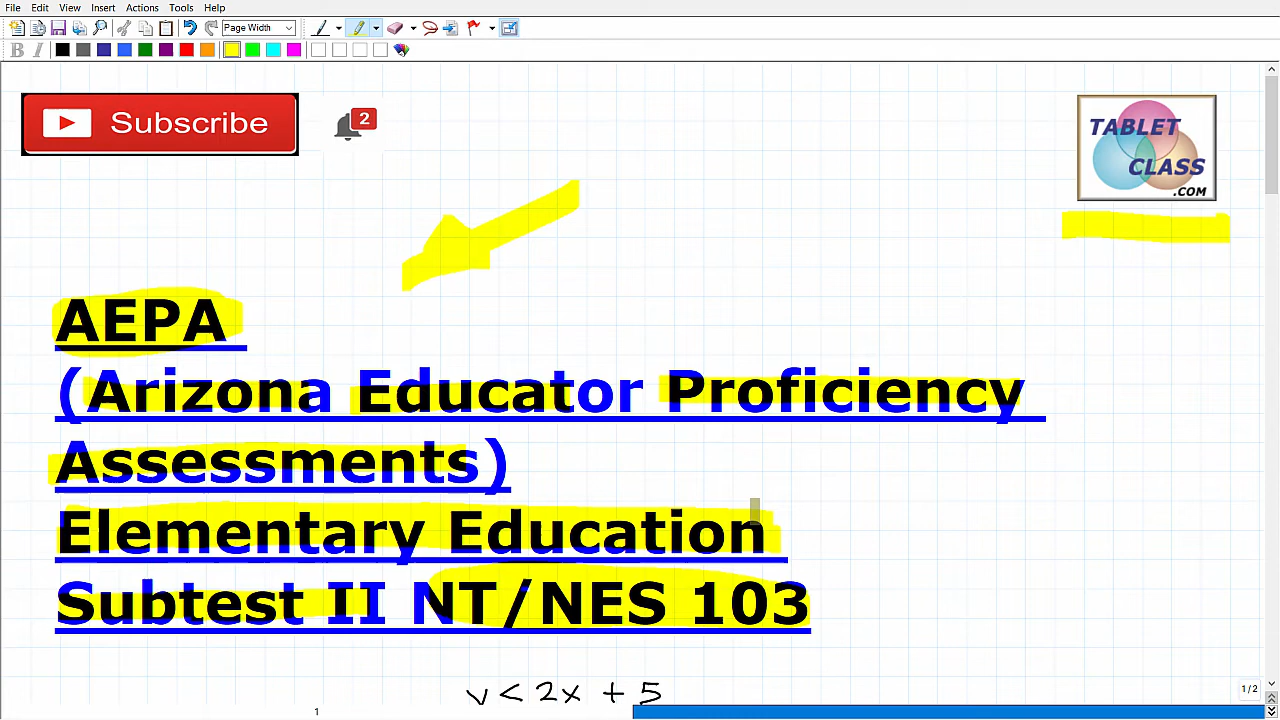 File Edit View Insert Actions Tools Help
Page Width
B I
Subscribe 2
TABLET
CLASS
.COM
AEPA
(Arizona Educator Proficiency
Assessments)
Elementary Education
Subtest II NT/NES 103
y < 2x + 5
1/2
1